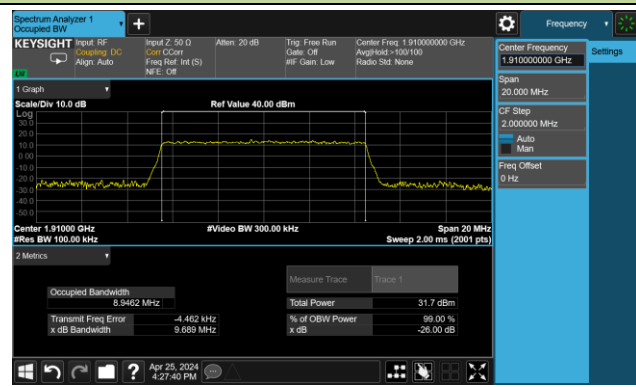 Spectrum Analyzer 1
Occupied BW
Frequency
KEYSIGHT
Input: RF
Coupling: DC
Align: Auto
Input Z: 50 Ω
Corr CCorr
Freq Ref: Int (S)
NFE: Off
Atten: 20 dB
Trig: Free Run
Gate: Off
#IF Gain: Low
Center Freq: 1.910000000 GHz
Avg|Hold:>100/100
Radio Std: None
Center Frequency
1.910000000 GHz
Settings
Span
20.000 MHz
CF Step
2.000000 MHz
Auto
Man
Freq Offset
0 Hz
1 Graph
Scale/Div 10.0 dB
Ref Value 40.00 dBm
Log
30.0
20.0
10.0
0.00
-10.0
-20.0
-30.0
-40.0
-50.0
Center 1.91000 GHz
#Video BW 300.00 kHz
Span 20 MHz
#Res BW 100.00 kHz
Sweep 2.00 ms (2001 pts)
2 Metrics
Measure Trace
Trace 1
Occupied Bandwidth
8.9462 MHz
Total Power
31.7 dBm
Transmit Freq Error
-4.462 kHz
% of OBW Power
99.00 %
x dB Bandwidth
9.689 MHz
x dB
-26.00 dB
Apr 25, 2024
4:27:40 PM